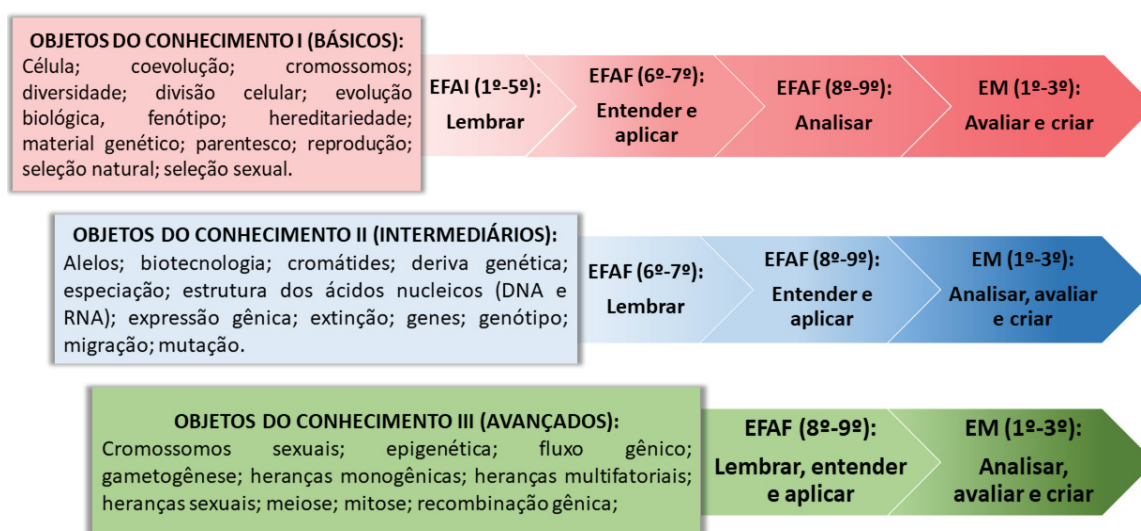 OBJETOS DO CONHECIMENTO I (BÁSICOS):
Célula; coevolução; cromossomos;
diversidade; divisão celular; evolução
biológica, fenótipo; hereditariedade;
material genético; parentesco; reprodução;
seleção natural; seleção sexual.
EFAI (1º-5º):
Lembrar
EFAF (6º-7º):
Entender e
aplicar
EFAF (8º-9º):
Analisar
EM (1º-3º):
Avaliar e criar
OBJETOS DO CONHECIMENTO II (INTERMEDIÁRIOS):
Alelos; biotecnologia; cromátides; deriva genética;
especiação; estrutura dos ácidos nucleicos (DNA e
RNA); expressão gênica; extinção; genes; genótipo;
migração; mutação.
EFAF (6º-7º):
Lembrar
EFAF (8º-9º):
Entender e
aplicar
EM (1º-3º):
Analisar, avaliar
e criar
OBJETOS DO CONHECIMENTO III (AVANÇADOS):
Cromossomos sexuais; epigenética; fluxo gênico;
gametogênese; heranças monogênicas; heranças multifatoriais;
heranças sexuais; meiose; mitose; recombinação gênica;
EFAF (8º-9º):
Lembrar, entender
e aplicar
EM (1º-3º):
Analisar,
avaliar e criar